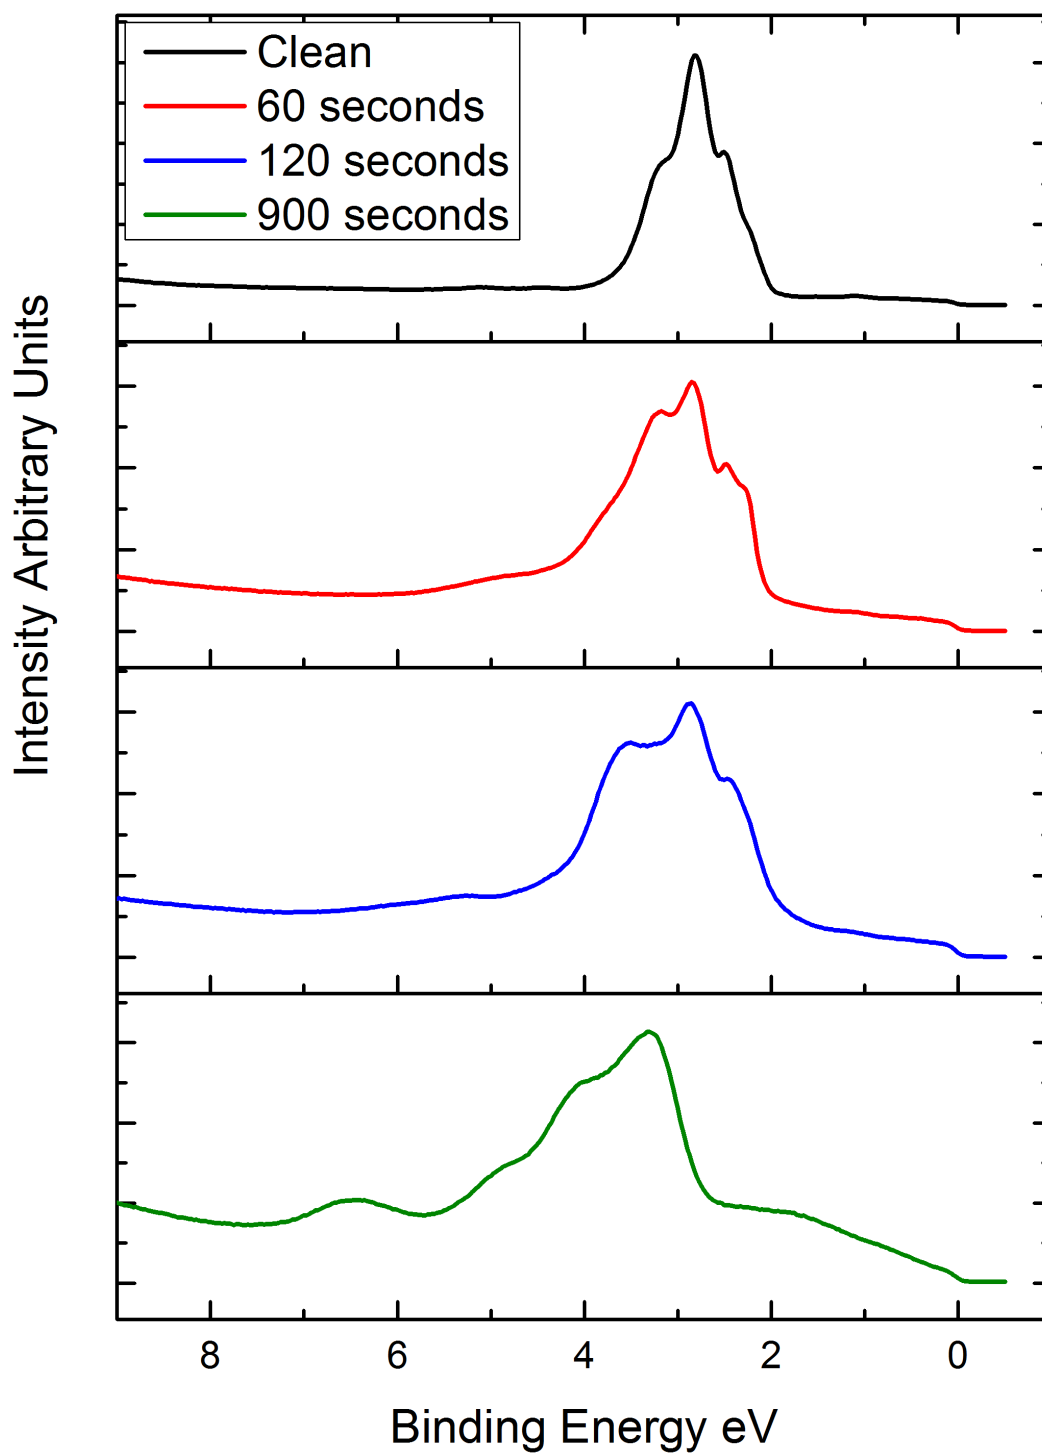 Clean
60 seconds
120 seconds
900 seconds
Intensity Arbitrary Units
8 6 4 2 0
Binding Energy eV